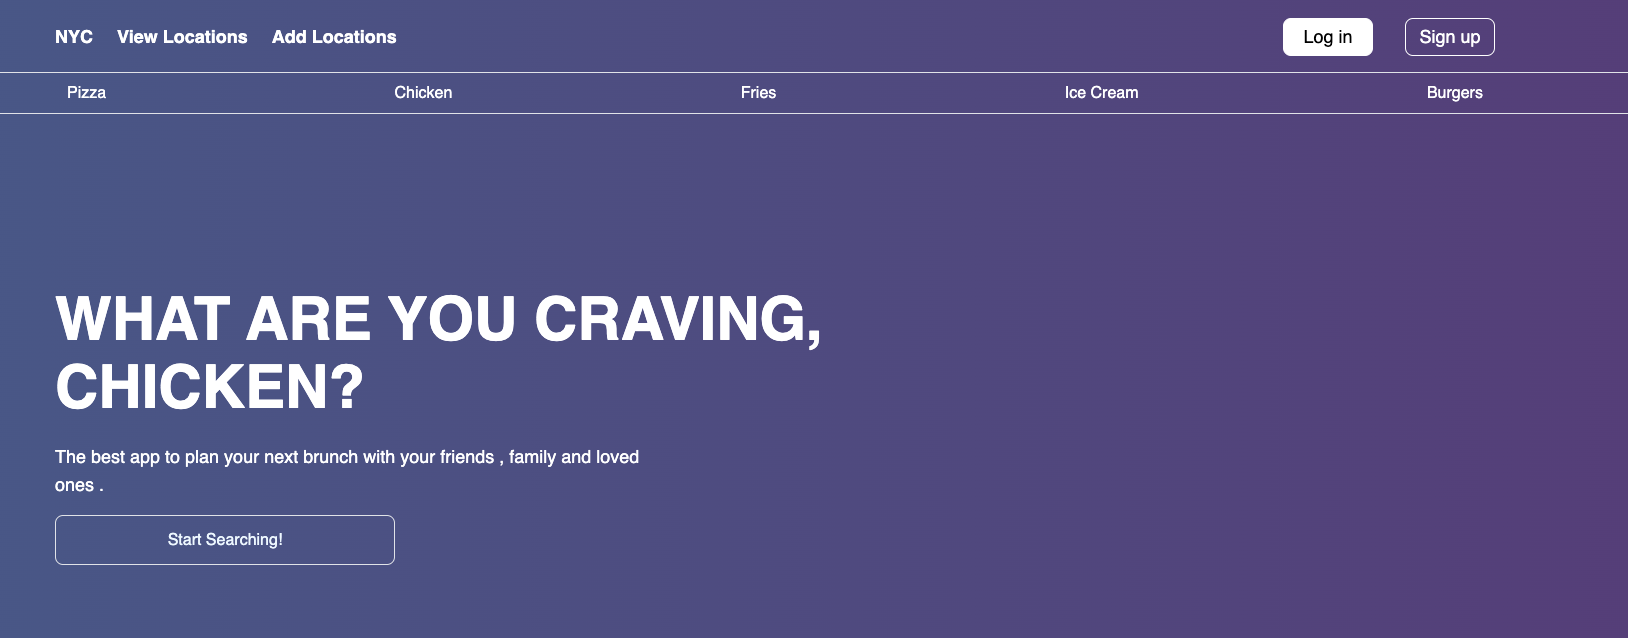 NYC View Locations Add Locations Log in Sign up
Pizza Chicken Fries Ice Cream Burgers
WHAT ARE YOU CRAVING,
CHICKEN?
The best app to plan your next brunch with your friends , family and loved
ones .
Start Searching!